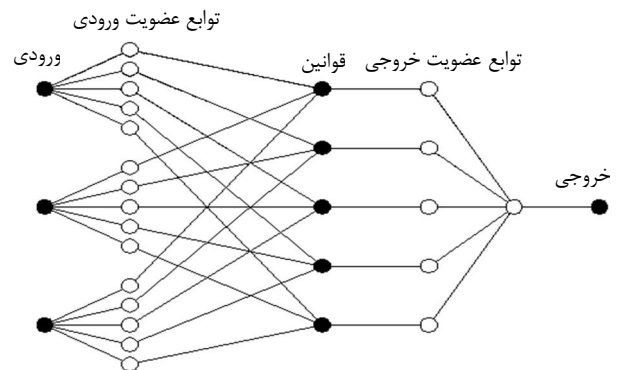 توابع عضویت ورودی
ورودی
قوانین
توابع عضویت خروجی
خروجی